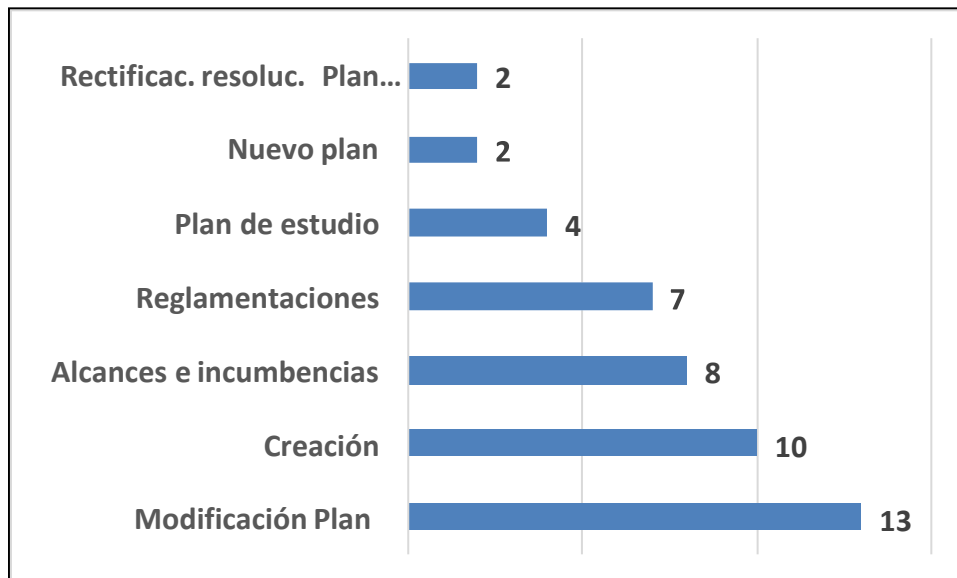 Rectificac. resoluc. Plan... 2
Nuevo plan 2
Plan de estudio 4
Reglamentaciones 7
Alcances e incumbencias 8
Creación 10
Modificación Plan 13